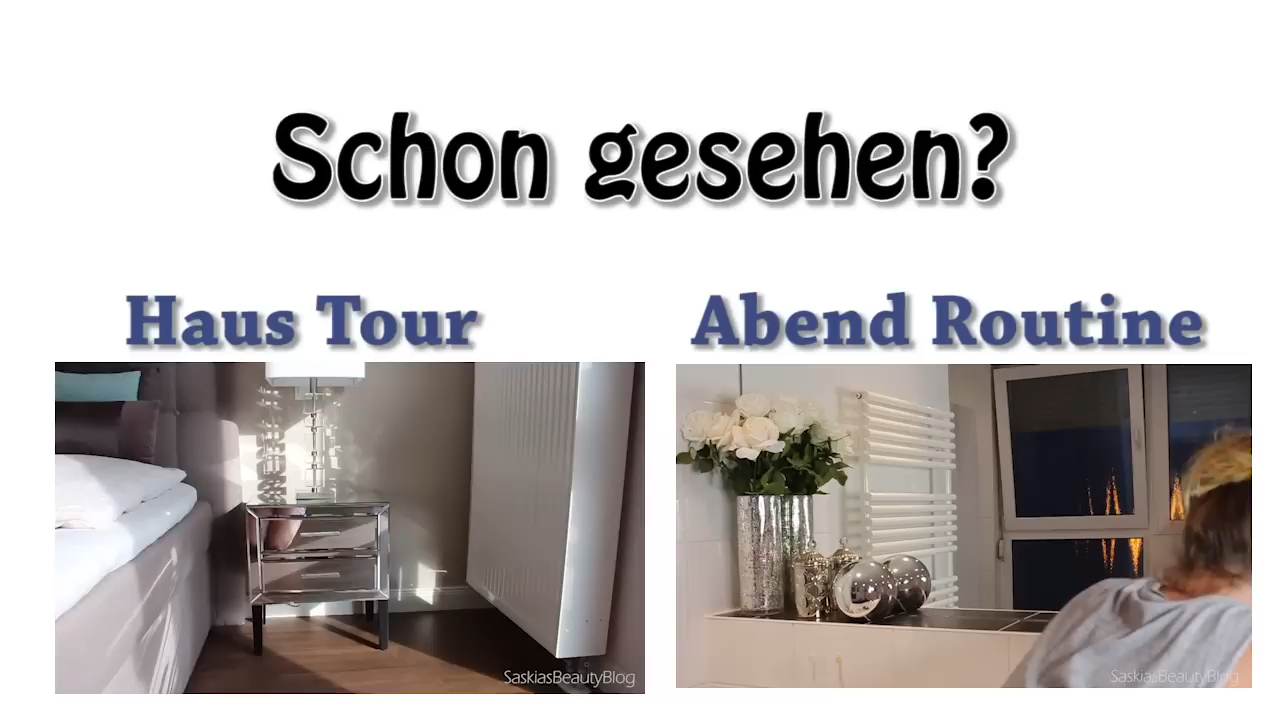 Schon gesehen?
Haus Tour
Abend Routine
SaskiasBeautyBlog
SaskiasBeautyBlog